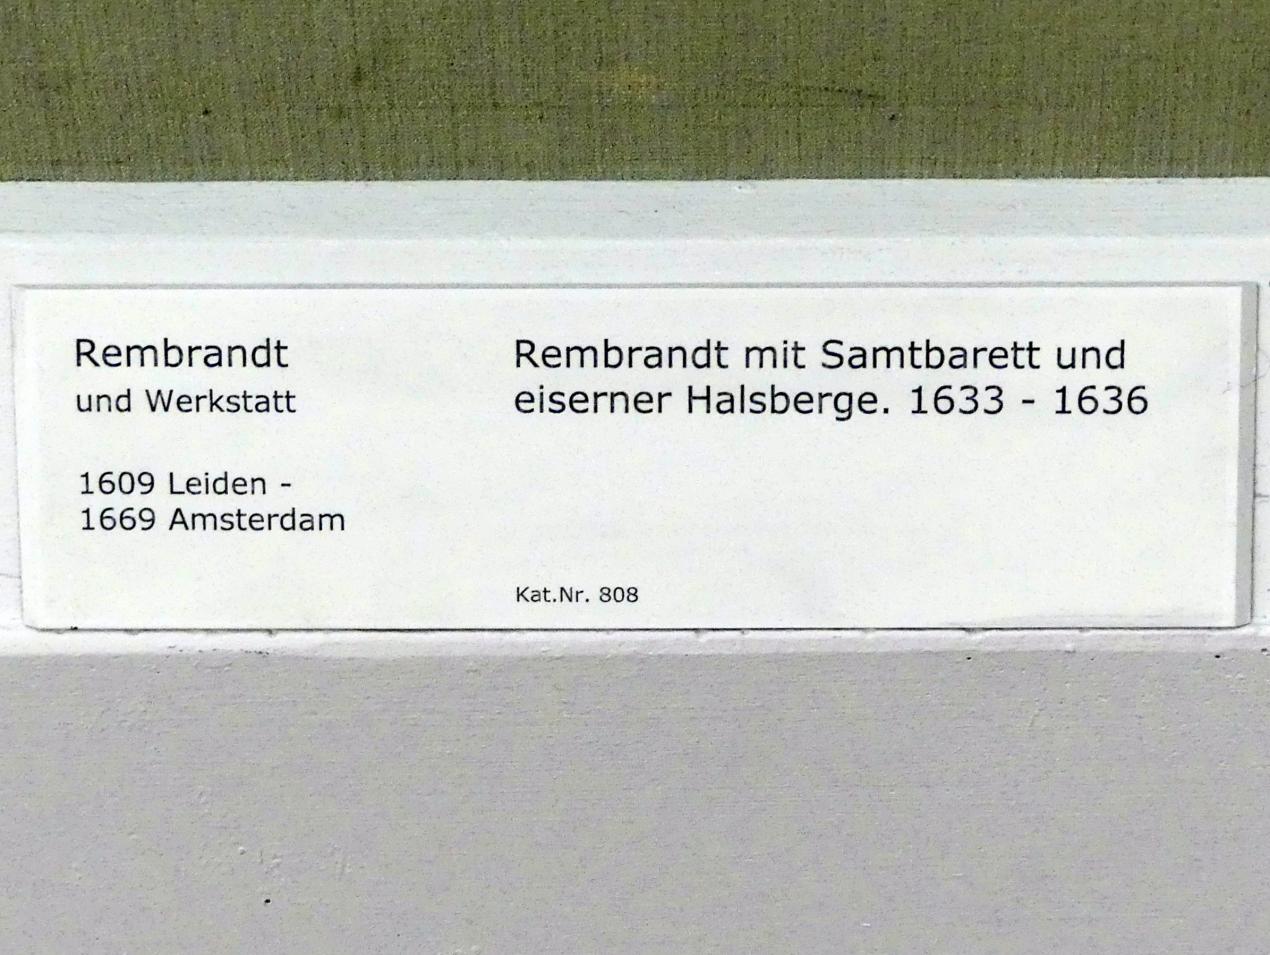 Rembrandt
und Werkstatt
1609 Leiden -
1669 Amsterdam
Rembrandt mit Samtbarett und
eiserner Halsberge. 1633 - 1636
Kat.Nr. 808